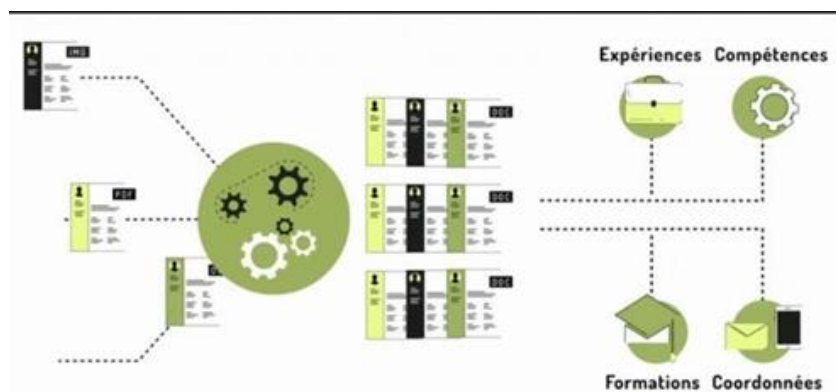 IMG
Expériences Compétences
PDF
DOC
DOC
DOC
Formations Coordonnées